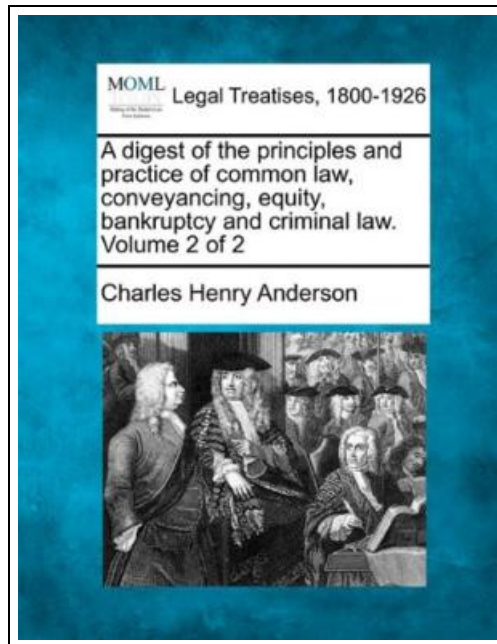 MOML
Legal Treatises, 1800-1926
A digest of the principles and
practice of common law,
conveyancing, equity,
bankruptcy and criminal law.
Volume 2 of 2
Charles Henry Anderson